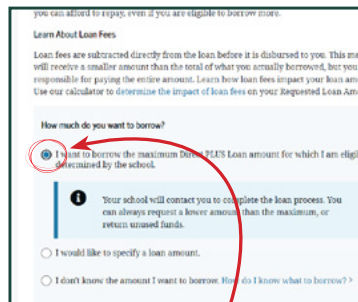 you can afford to repay, even if you are eligible to borrow more.
Learn About Loan Fees
Loan fees are subtracted directly from the loan before it is disbursed to you. This me
will receive a smaller amount than the total of what you actually borrowed, but you
responsible for paying the entire amount. Learn how loan fees impact your loan am
Use our calculator to determine the impact of loan fees on your Requested Loan Am
How much do you want to borrow?
I want to borrow the maximum Direct PLUS Loan amount for which I am eligi
determined by the school.
Your school will contact you to complete the loan process. You
can always request a lower amount than the maximum, or
return unused funds.
I would like to specify a loan amount.
I don't know the amount I want to borrow. How do I know what to borrow? >